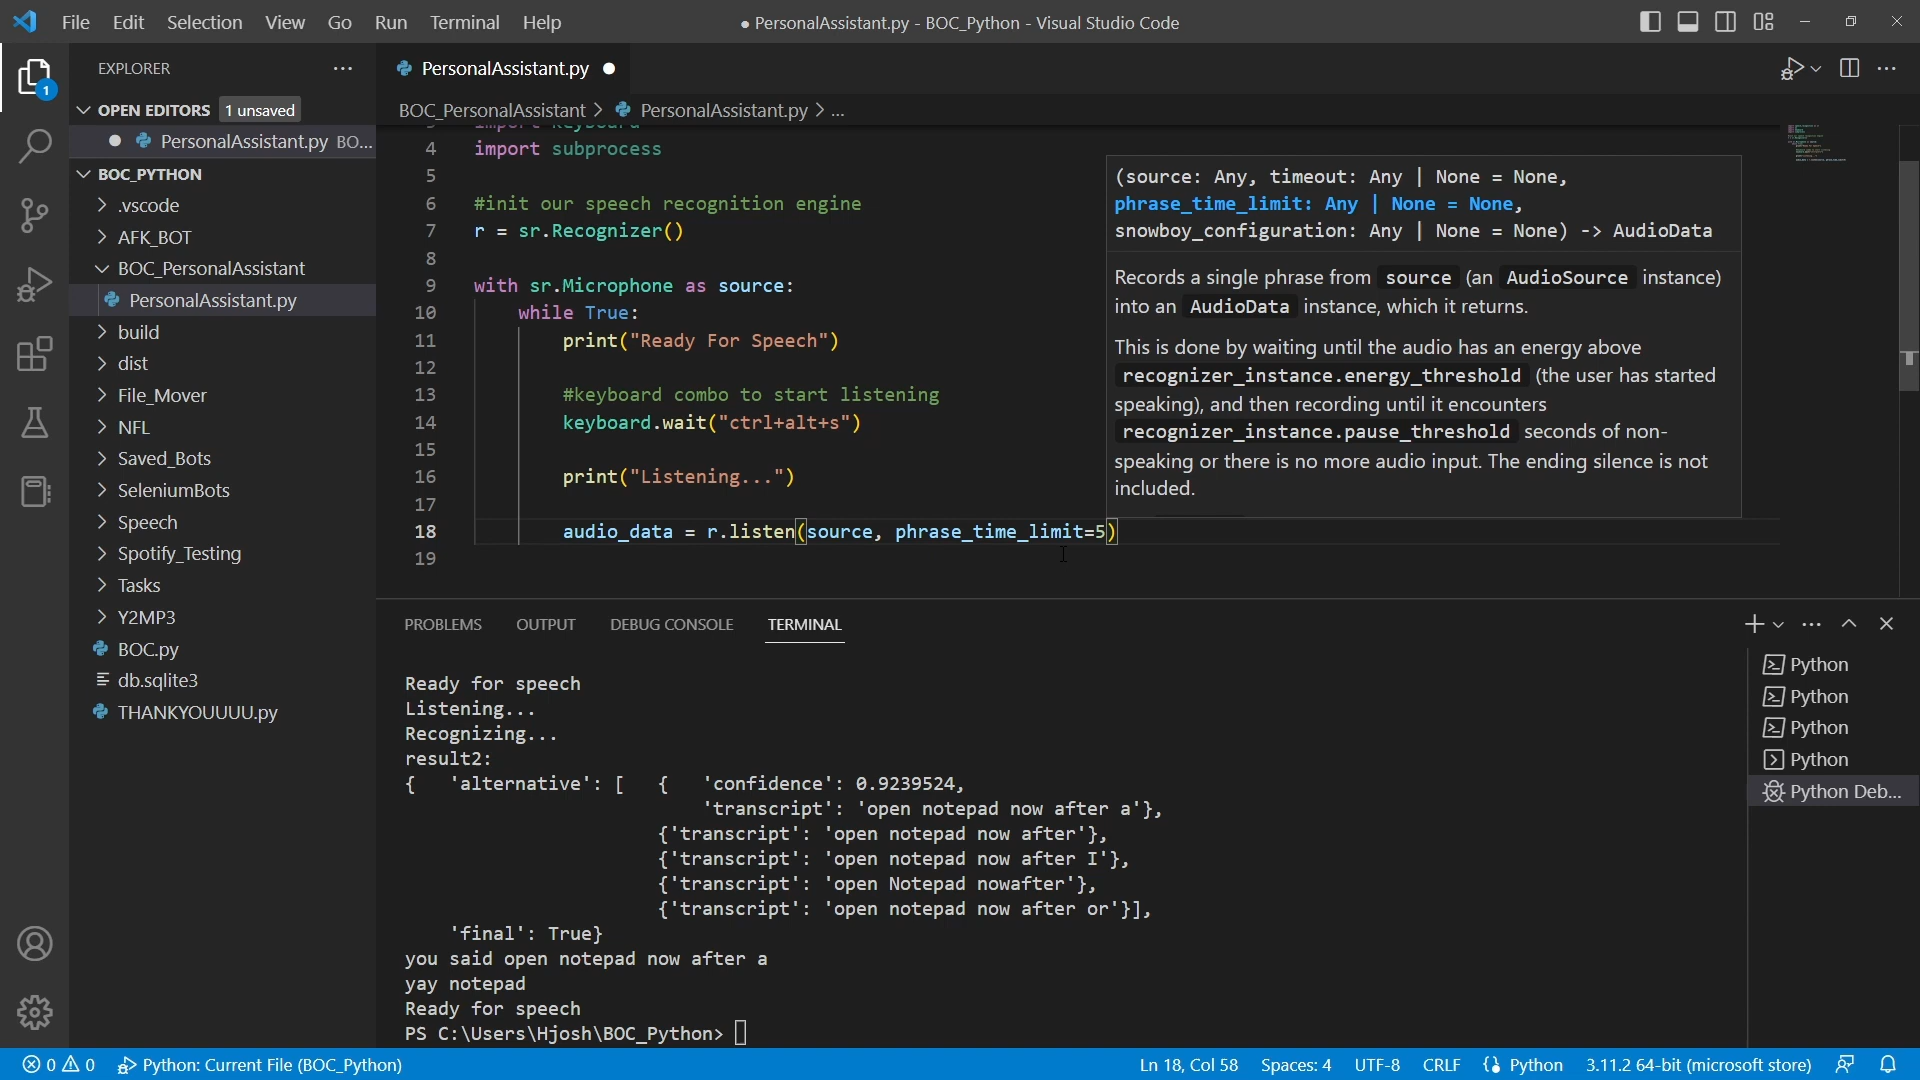 File Edit Selection View Go Run Terminal Help
● PersonalAssistant.py - BOC_Python - Visual Studio Code
EXPLORER
OPEN EDITORS 1 unsaved
PersonalAssistant.py BO...
BOC_PYTHON
.vscode
AFK_BOT
BOC_PersonalAssistant
PersonalAssistant.py
build
dist
File_Mover
NFL
Saved_Bots
SeleniumBots
Speech
Spotify_Testing
Tasks
Y2MP3
BOC.py
db.sqlite3
THANKYOUUUU.py
1
PersonalAssistant.py
BOC_PersonalAssistant > PersonalAssistant.py > ...
3 import keyboard
4 import subprocess
5
6 #init our speech recognition engine
7 r = sr.Recognizer()
8
9 with sr.Microphone as source:
10 while True:
11 print("Ready For Speech")
12
13 #keyboard combo to start listening
14 keyboard.wait("ctrl+alt+s")
15
16 print("Listening...")
17
18 audio_data = r.listen(source, phrase_time_limit=5)
19
(source: Any, timeout: Any | None = None,
phrase_time_limit: Any | None = None,
snowboy_configuration: Any | None = None) -> AudioData
Records a single phrase from source (an AudioSource instance)
into an AudioData instance, which it returns.
This is done by waiting until the audio has an energy above
recognizer_instance.energy_threshold (the user has started
speaking), and then recording until it encounters
recognizer_instance.pause_threshold seconds of non-
speaking or there is no more audio input. The ending silence is not
included.
PROBLEMS OUTPUT DEBUG CONSOLE TERMINAL
Ready for speech
Listening...
Recognizing...
result2:
{ 'alternative': [ { 'confidence': 0.9239524,
'transcript': 'open notepad now after a'},
{'transcript': 'open notepad now after'},
{'transcript': 'open notepad now after I'},
{'transcript': 'open Notepad nowafter'},
{'transcript': 'open notepad now after or'}],
'final': True}
you said open notepad now after a
yay notepad
Ready for speech
PS C:\Users\Hjosh\BOC_Python>
Python
Python
Python
Python
Python Deb...
0 0 Python: Current File (BOC_Python)
Ln 18, Col 58 Spaces: 4 UTF-8 CRLF {} Python 3.11.2 64-bit (microsoft store)